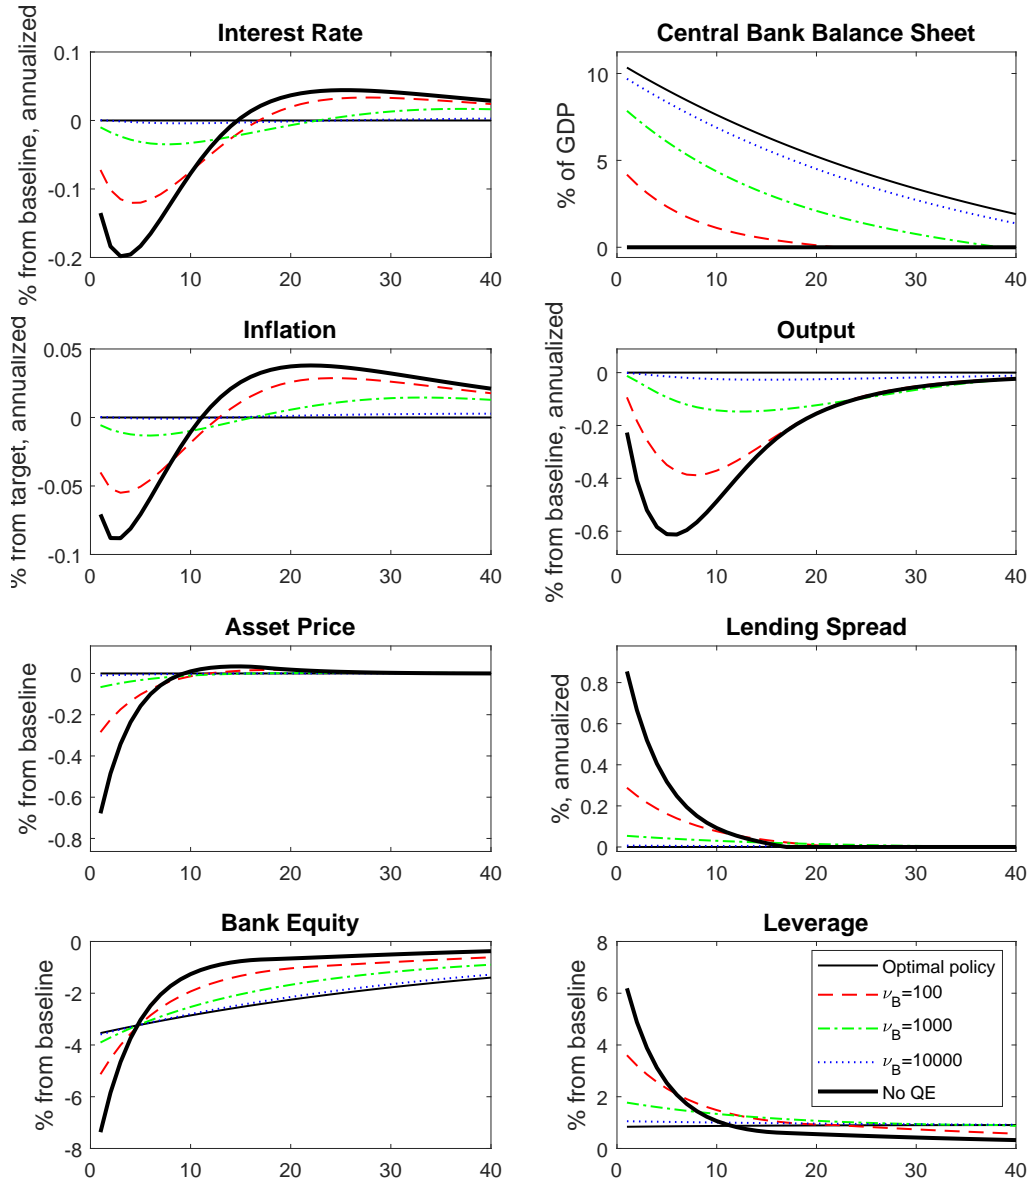 Interest Rate
% from baseline, annualized
0.1
0
-0.1
-0.2
0 10 20 30 40
Central Bank Balance Sheet
% of GDP
10
5
0
0 10 20 30 40
Inflation
% from target, annualized
0.05
0
-0.05
-0.1
0 10 20 30 40
Output
% from baseline, annualized
0
-0.2
-0.4
-0.6
0 10 20 30 40
Asset Price
% from baseline
0
-0.2
-0.4
-0.6
-0.8
0 10 20 30 40
Lending Spread
%, annualized
0.8
0.6
0.4
0.2
0
0 10 20 30 40
Bank Equity
% from baseline
0
-2
-4
-6
-8
0 10 20 30 40
Leverage
% from baseline
8
6
4
2
0
0 10 20 30 40
Optimal policy
ν_B=100
ν_B=1000
ν_B=10000
No QE